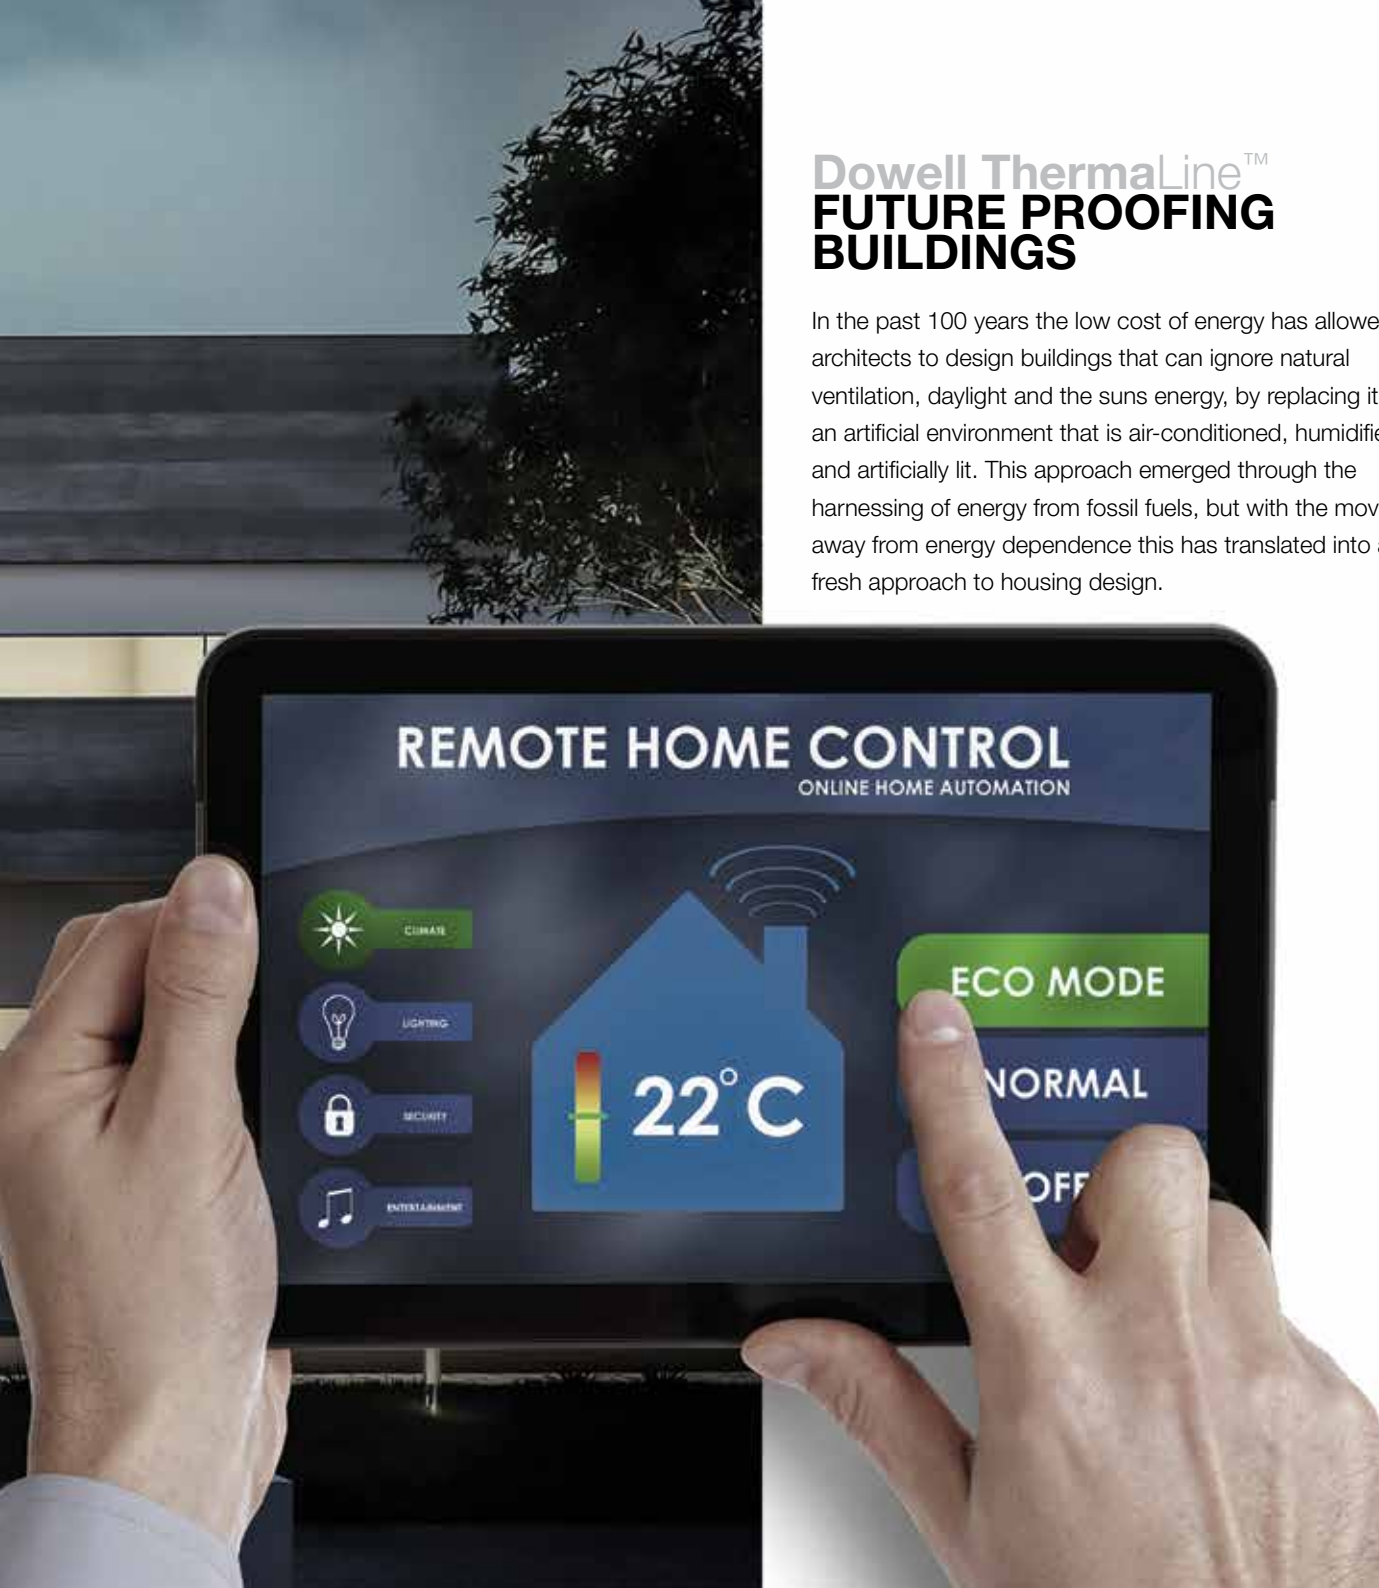 Dowell ThermaLine™
FUTURE PROOFING
BUILDINGS
In the past 100 years the low cost of energy has allowe
architects to design buildings that can ignore natural
ventilation, daylight and the suns energy, by replacing it
an artificial environment that is air-conditioned, humidifie
and artificially lit. This approach emerged through the
harnessing of energy from fossil fuels, but with the mov
away from energy dependence this has translated into a
fresh approach to housing design.
REMOTE HOME CONTROL
ONLINE HOME AUTOMATION
CLIMATE
LIGHTING
SECURITY
ENTERTAINMENT
22°C
ECO MODE
NORMAL
OFF